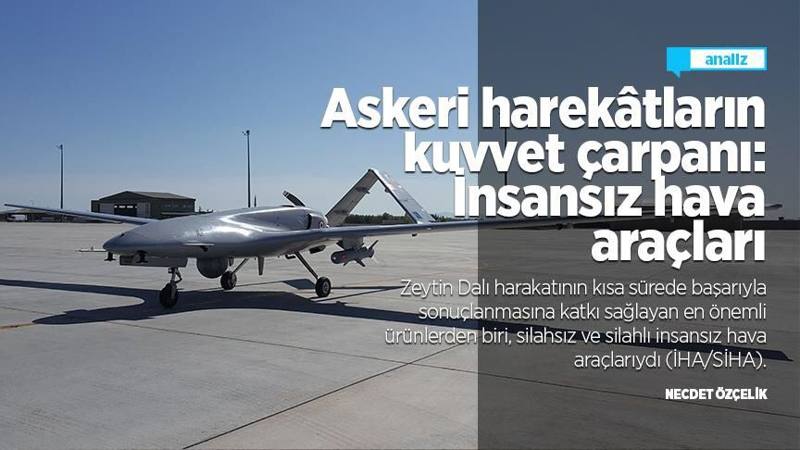 analiz
Askeri harekâtların
kuvvet çarpanı:
İnsansız hava
araçları
Zeytin Dalı harakatının kısa sürede başarıyla
sonuçlanmasına katkı sağlayan en önemli
ürünlerden biri, silahsız ve silahlı insansız hava
araçlarıydı (İHA/SİHA).
NECDET ÖZÇELİK